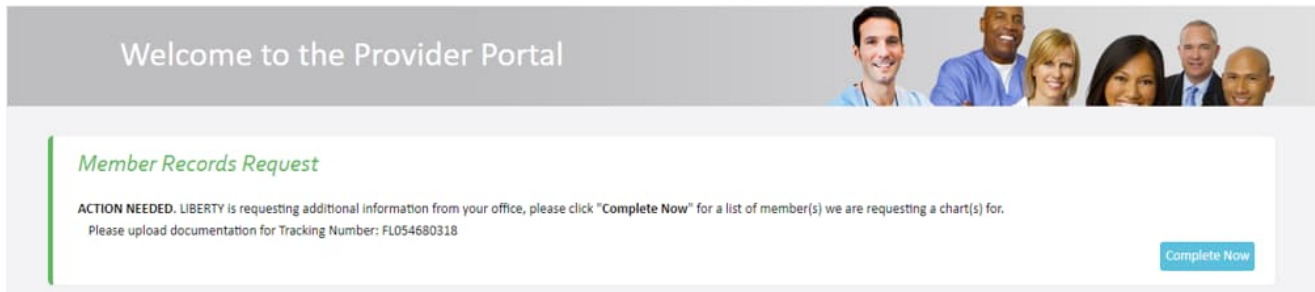 Welcome to the Provider Portal
Member Records Request
ACTION NEEDED. LIBERTY is requesting additional information from your office, please click "Complete Now" for a list of member(s) we are requesting a chart(s) for.
Please upload documentation for Tracking Number: FL054680318
Complete Now